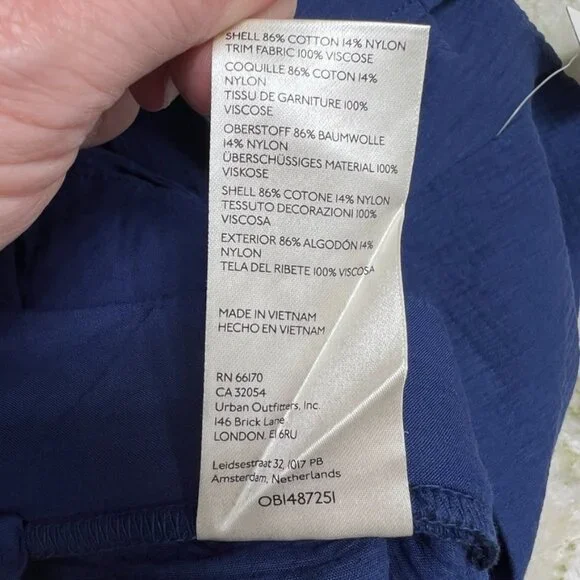 SHELL 86% COTTON 14% NYLON
TRIM FABRIC 100% VISCOSE
COQUILLE 86% COTON 14%
NYLON
TISSU DE GARNITURE 100%
VISCOSE
OBERSTOFF 86% BAUMWOLLE
14% NYLON
ÜBERSCHÜSSIGES MATERIAL 100%
VISKOSE
SHELL 86% COTONE 14% NYLON
TESSUTO DECORAZIONI 100%
VISCOSA
EXTERIOR 86% ALGODÓN 14%
NYLON
TELA DEL RIBETE 100% VISCOSA
MADE IN VIETNAM
HECHO EN VIETNAM
RN 66170
CA 32054
Urban Outfitters, Inc.
146 Brick Lane
LONDON. E1 6RU
Leidsestraat 32, 1017 PB
Amsterdam, Netherlands
OB1487251